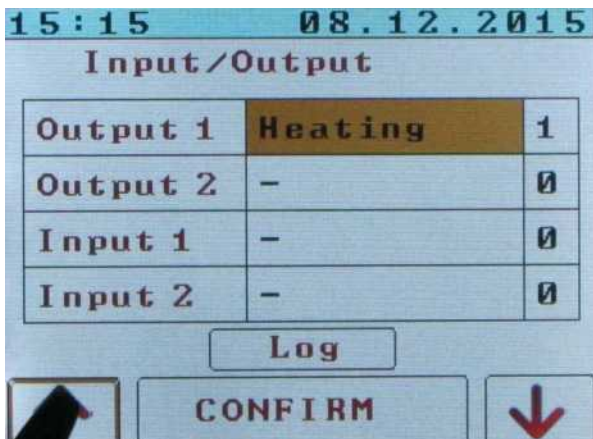 15:15 08.12.2015
Input/Output
Output 1 Heating 1
Output 2 - 0
Input 1 - 0
Input 2 - 0
Log
CONFIRM